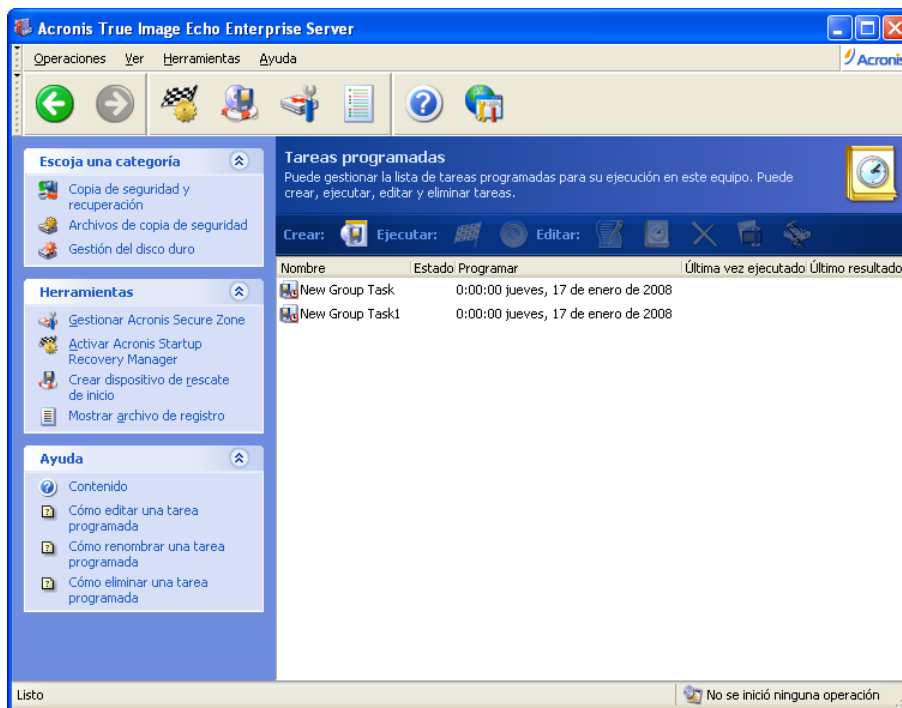 Acronis True Image Echo Enterprise Server
Operaciones Ver Herramientas Ayuda
Acronis
Escoja una categoría
Copia de seguridad y
recuperación
Archivos de copia de seguridad
Gestión del disco duro
Herramientas
Gestionar Acronis Secure Zone
Activar Acronis Startup
Recovery Manager
Crear dispositivo de rescate
de inicio
Mostrar archivo de registro
Ayuda
Contenido
Cómo editar una tarea
programada
Cómo renombrar una tarea
programada
Cómo eliminar una tarea
programada
Tareas programadas
Puede gestionar la lista de tareas programadas para su ejecución en este equipo. Puede
crear, ejecutar, editar y eliminar tareas.
Crear: Ejecutar: Editar:
Nombre Estado Programar Última vez ejecutado Último resultado
New Group Task 0:00:00 jueves, 17 de enero de 2008
New Group Task1 0:00:00 jueves, 17 de enero de 2008
Listo No se inició ninguna operación